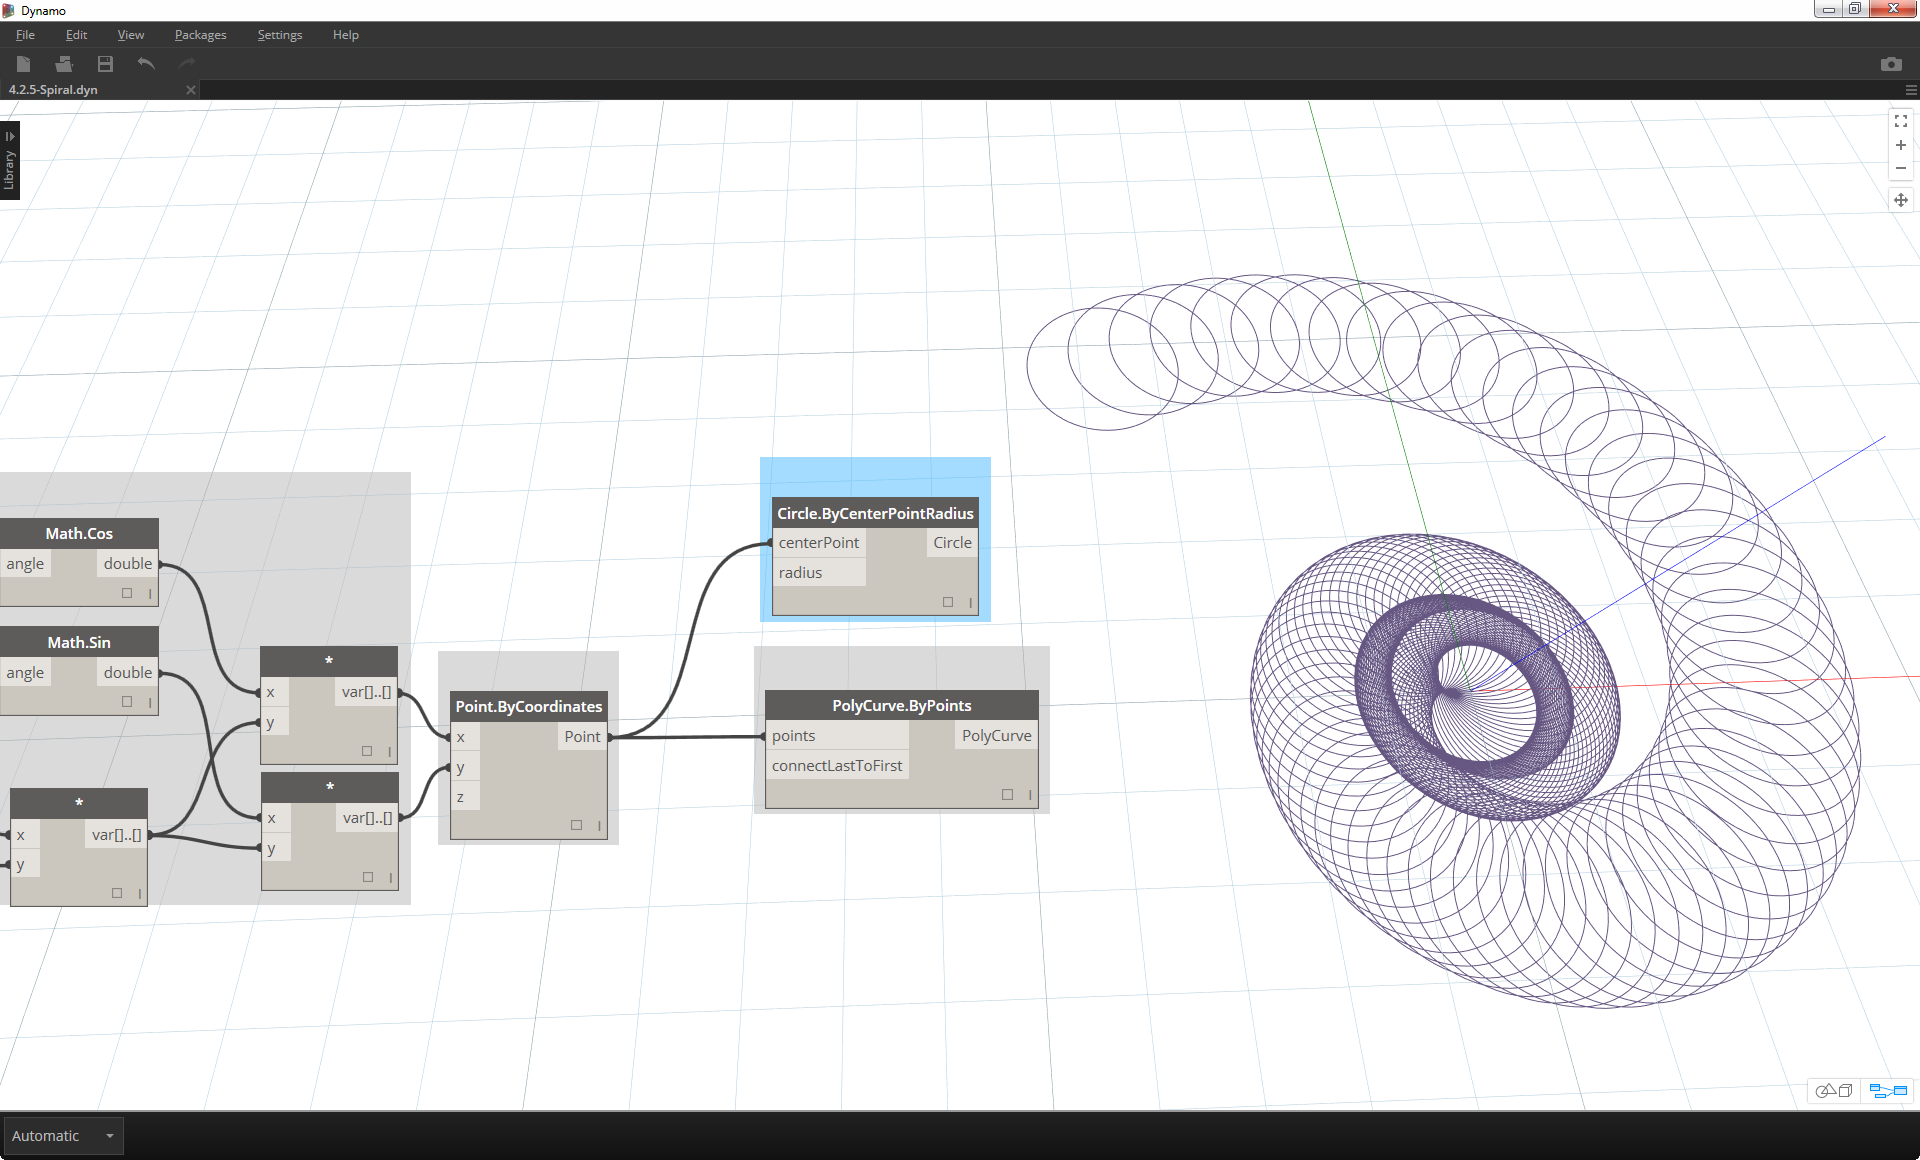 Dynamo
File Edit View Packages Settings Help
4.2.5-Spiral.dyn
Library
Math.Cos
angle double
Math.Sin
angle double
*
x var[]..[]
y
*
x var[]..[]
y
*
x var[]..[]
y
Point.ByCoordinates
x Point
y
z
Circle.ByCenterPointRadius
centerPoint Circle
radius
PolyCurve.ByPoints
points PolyCurve
connectLastToFirst
Automatic